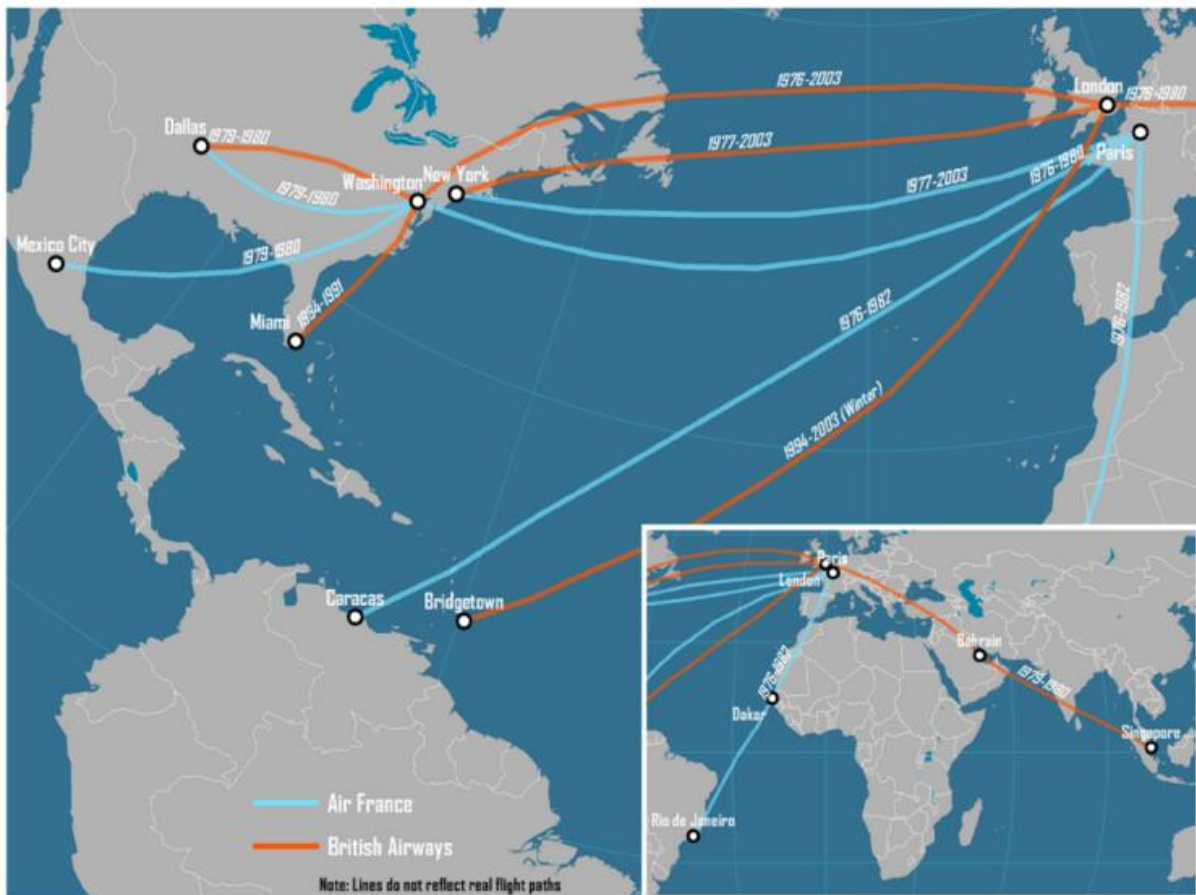 1976-2003
London
1976-1980
Dallas
1979-1980
1977-2003
Paris
1976-1980
Washington
New York
1979-1980
1977-2003
Mexico City
1979-1980
1994-1991
Miami
1976-1982
1976-1982
1994-2003 (Winter)
Caracas
Bridgetown
Paris
London
Bahrain
1976-1982
1979-1980
Dakar
Singapore
Rio de Janeiro
Air France
British Airways
Note: Lines do not reflect real flight paths